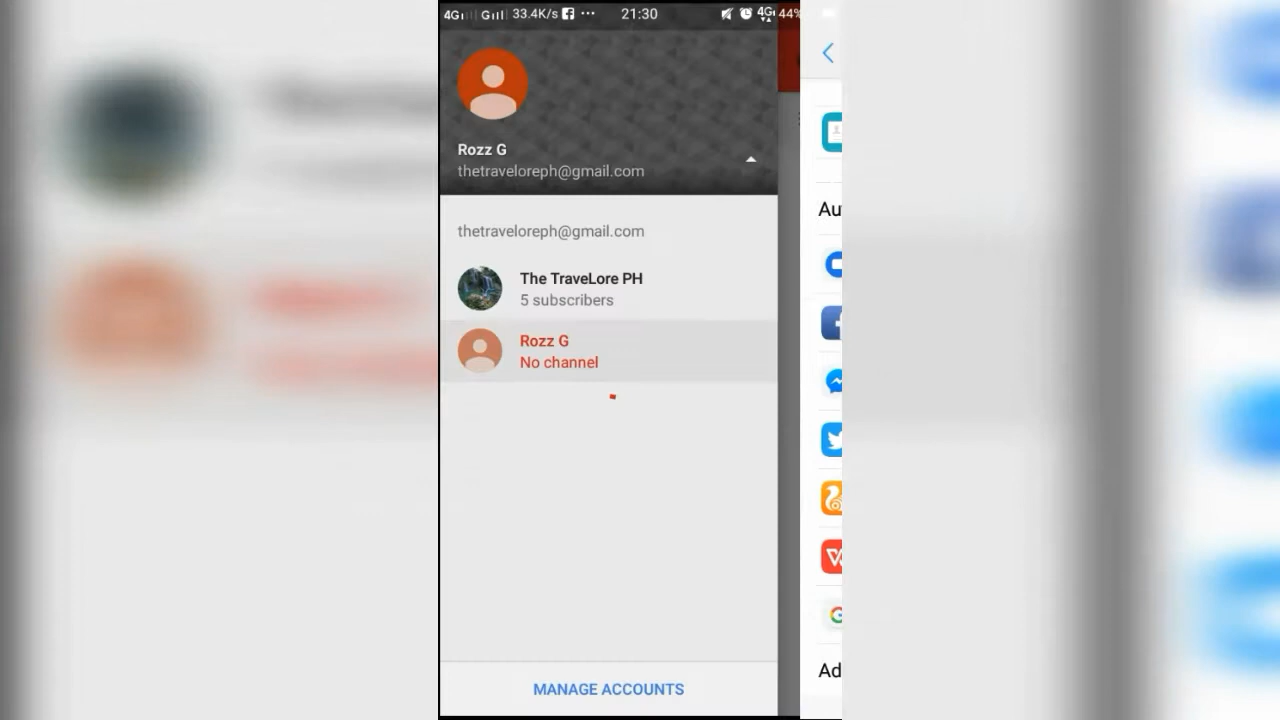 4G G 33.4K/s ... 21:30 4G 44%
Rozz G
thetraveloreph@gmail.com
thetraveloreph@gmail.com
The TraveLore PH
5 subscribers
Rozz G
No channel
MANAGE ACCOUNTS
Au
Ad